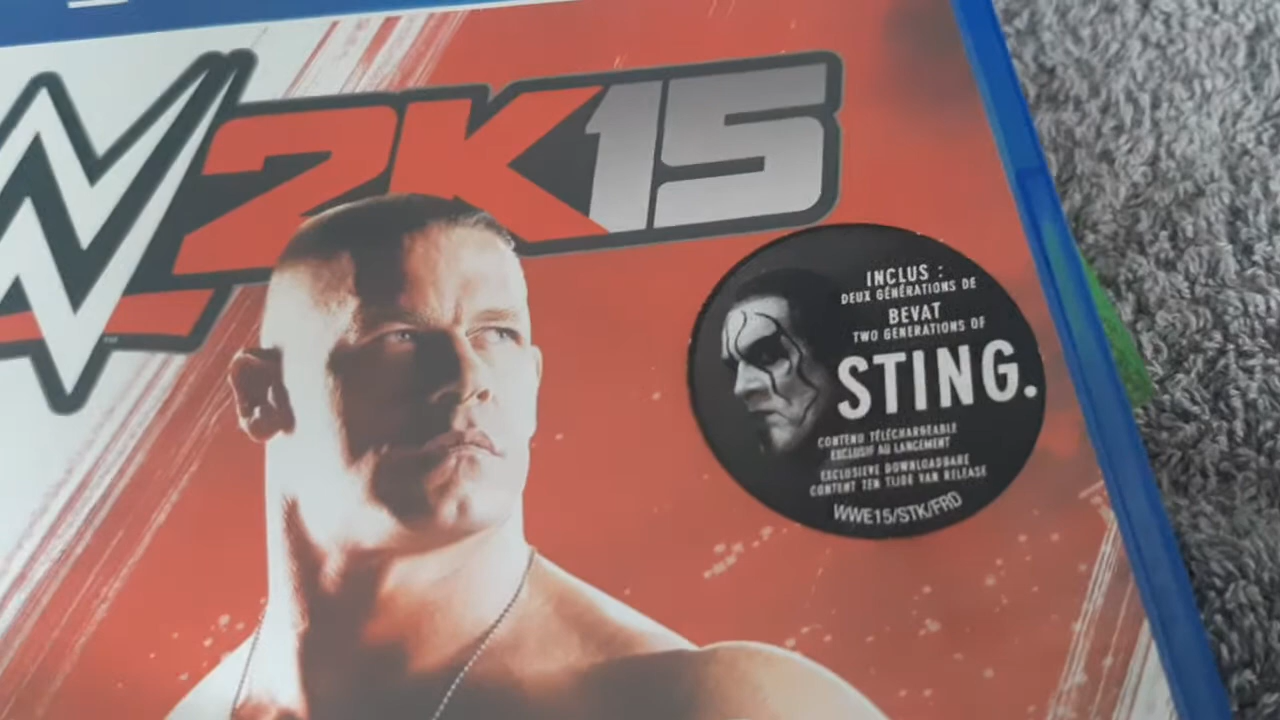 W 2K15
INCLUS :
DEUX GÉNÉRATIONS DE
BEVAT
TWO GENERATIONS OF
STING.
CONTENU TÉLÉCHARGEABLE
EXCLUSIF AU LANCEMENT
EXCLUSIEVE DOWNLOADBARE
CONTENT TEN TIJDE VAN RELEASE
WWE15/STK/FRD